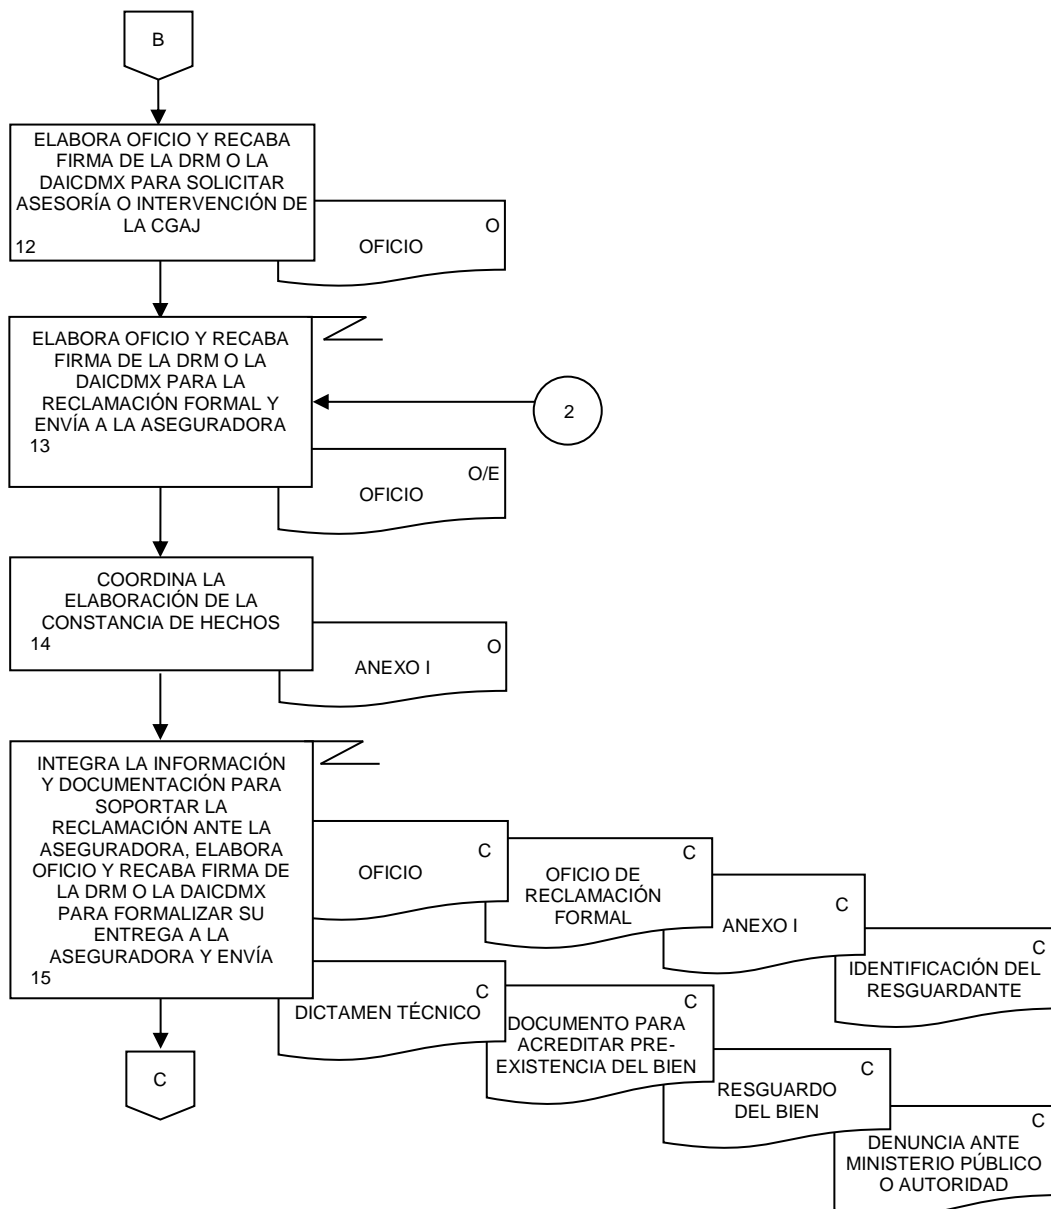 B
ELABORA OFICIO Y RECABA
FIRMA DE LA DRM O LA
DAICDMX PARA SOLICITAR
ASESORÍA O INTERVENCIÓN DE
LA CGAJ
12
O
OFICIO
ELABORA OFICIO Y RECABA
FIRMA DE LA DRM O LA
DAICDMX PARA LA
RECLAMACIÓN FORMAL Y
ENVÍA A LA ASEGURADORA
13
2
O/E
OFICIO
COORDINA LA
ELABORACIÓN DE LA
CONSTANCIA DE HECHOS
14
O
ANEXO I
INTEGRA LA INFORMACIÓN
Y DOCUMENTACIÓN PARA
SOPORTAR LA
RECLAMACIÓN ANTE LA
ASEGURADORA, ELABORA
OFICIO Y RECABA FIRMA DE
LA DRM O LA DAICDMX
PARA FORMALIZAR SU
ENTREGA A LA
ASEGURADORA Y ENVÍA
15
C
OFICIO
C
OFICIO DE
RECLAMACIÓN
FORMAL
C
ANEXO I
C
IDENTIFICACIÓN DEL
RESGUARDANTE
C
DICTAMEN TÉCNICO
C
DOCUMENTO PARA
ACREDITAR PRE-
EXISTENCIA DEL BIEN
C
RESGUARDO
DEL BIEN
C
DENUNCIA ANTE
MINISTERIO PÚBLICO
O AUTORIDAD
C